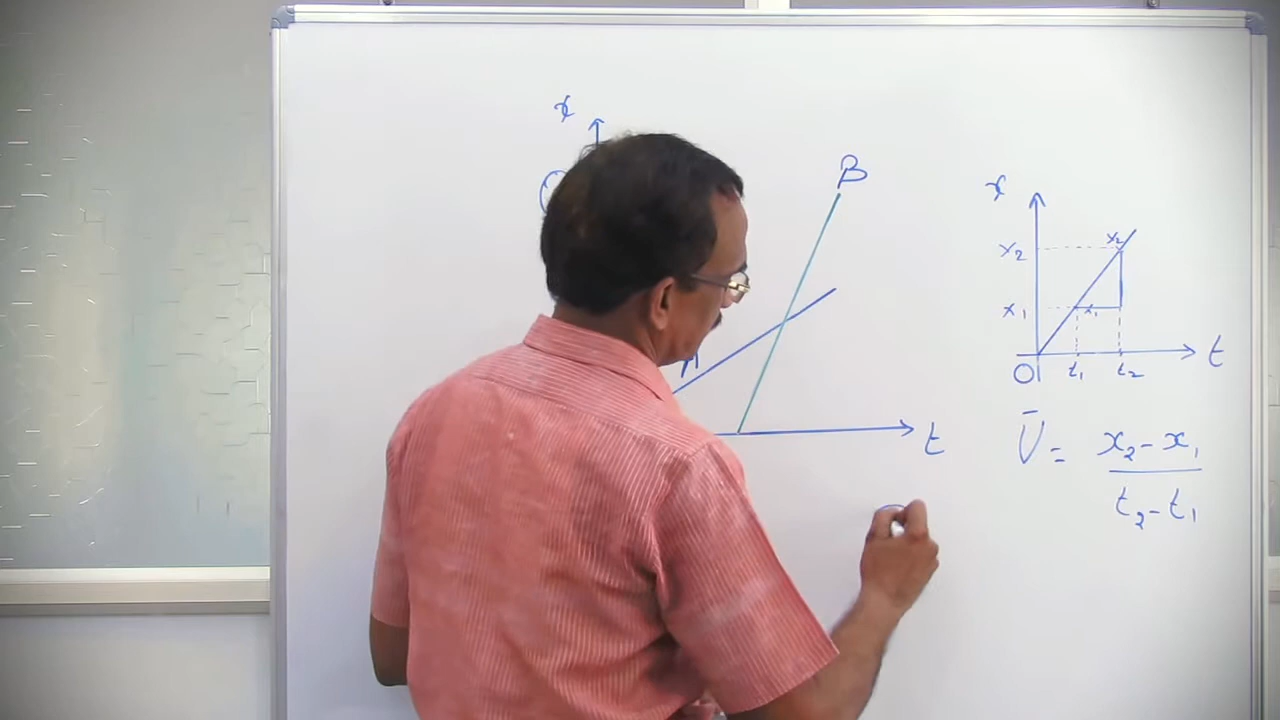 x
B
A
t
x
x₂
x₂
x₁
x₁
O
t₁
t₂
t
V̄ = x₂ - x₁
t₂ - t₁